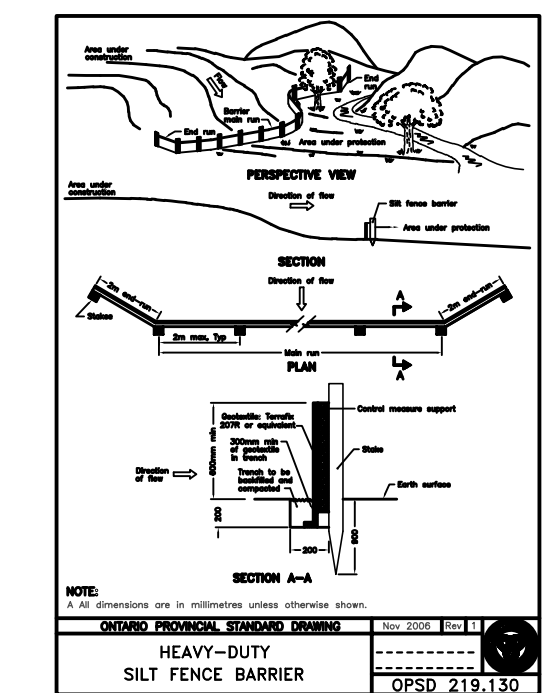 Area under
construction
Flow
Barrier
main run
End run
End
run
Area under protection
PERSPECTIVE VIEW
Area under
construction
Direction of flow
Silt fence barrier
Area under protection
SECTION
Direction of flow
2m end-run
A
2m end-run
Stakes
2m max, Typ
Main run
A
PLAN
Geotextile: Terrafix
207R or equivalent
Control measure support
600mm min
300mm min
of geotextile
in trench
Stake
Direction
of flow
Trench to be
backfilled and
compacted
Earth surface
200
200
900
SECTION A-A
NOTE:
A All dimensions are in millimetres unless otherwise shown.
ONTARIO PROVINCIAL STANDARD DRAWING
Nov 2006 Rev 1
HEAVY-DUTY
SILT FENCE BARRIER
OPSD 219.130